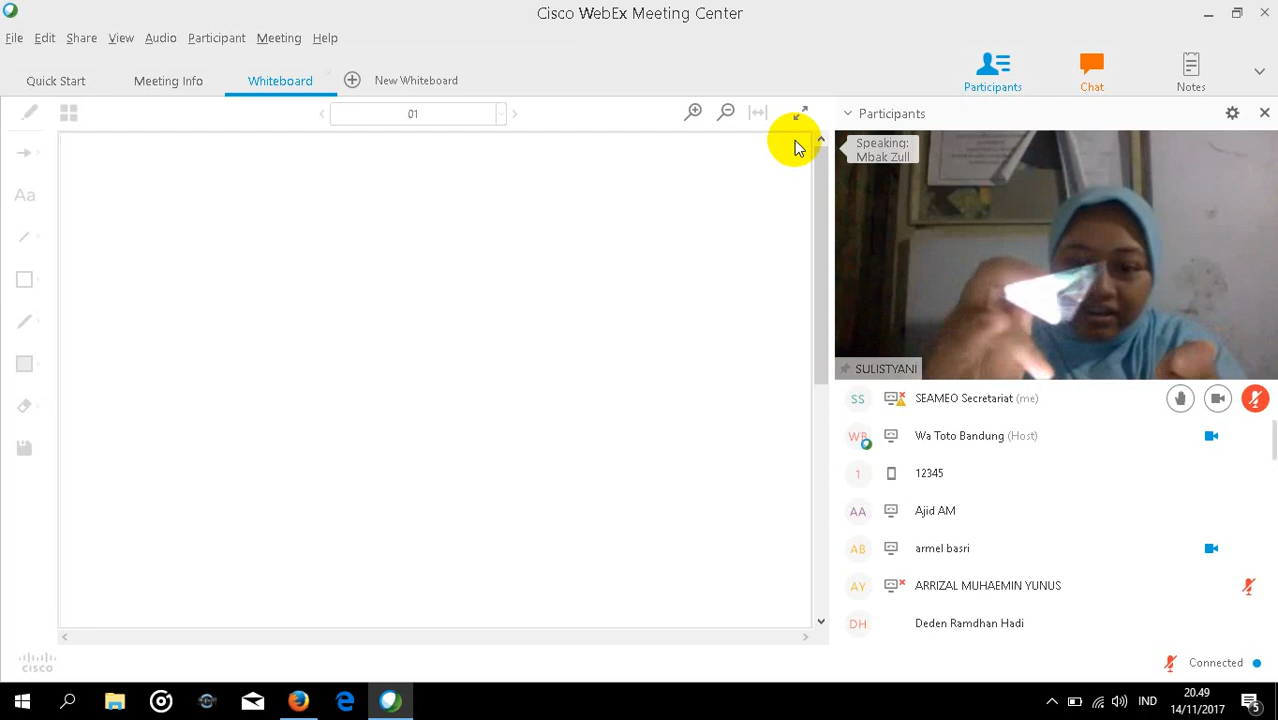 Cisco WebEx Meeting Center
File Edit Share View Audio Participant Meeting Help
Quick Start Meeting Info Whiteboard New Whiteboard
Participants Chat Notes
01
Participants
Aa
Speaking:
Mbak Zull
SULISTYANI
SS SEAMEO Secretariat (me)
WB Wa Toto Bandung (Host)
1 12345
AA Ajid AM
AB armel basri
AY ARRIZAL MUHAEMIN YUNUS
DH Deden Ramdhan Hadi
cisco
Connected
IND
20.49
14/11/2017
5